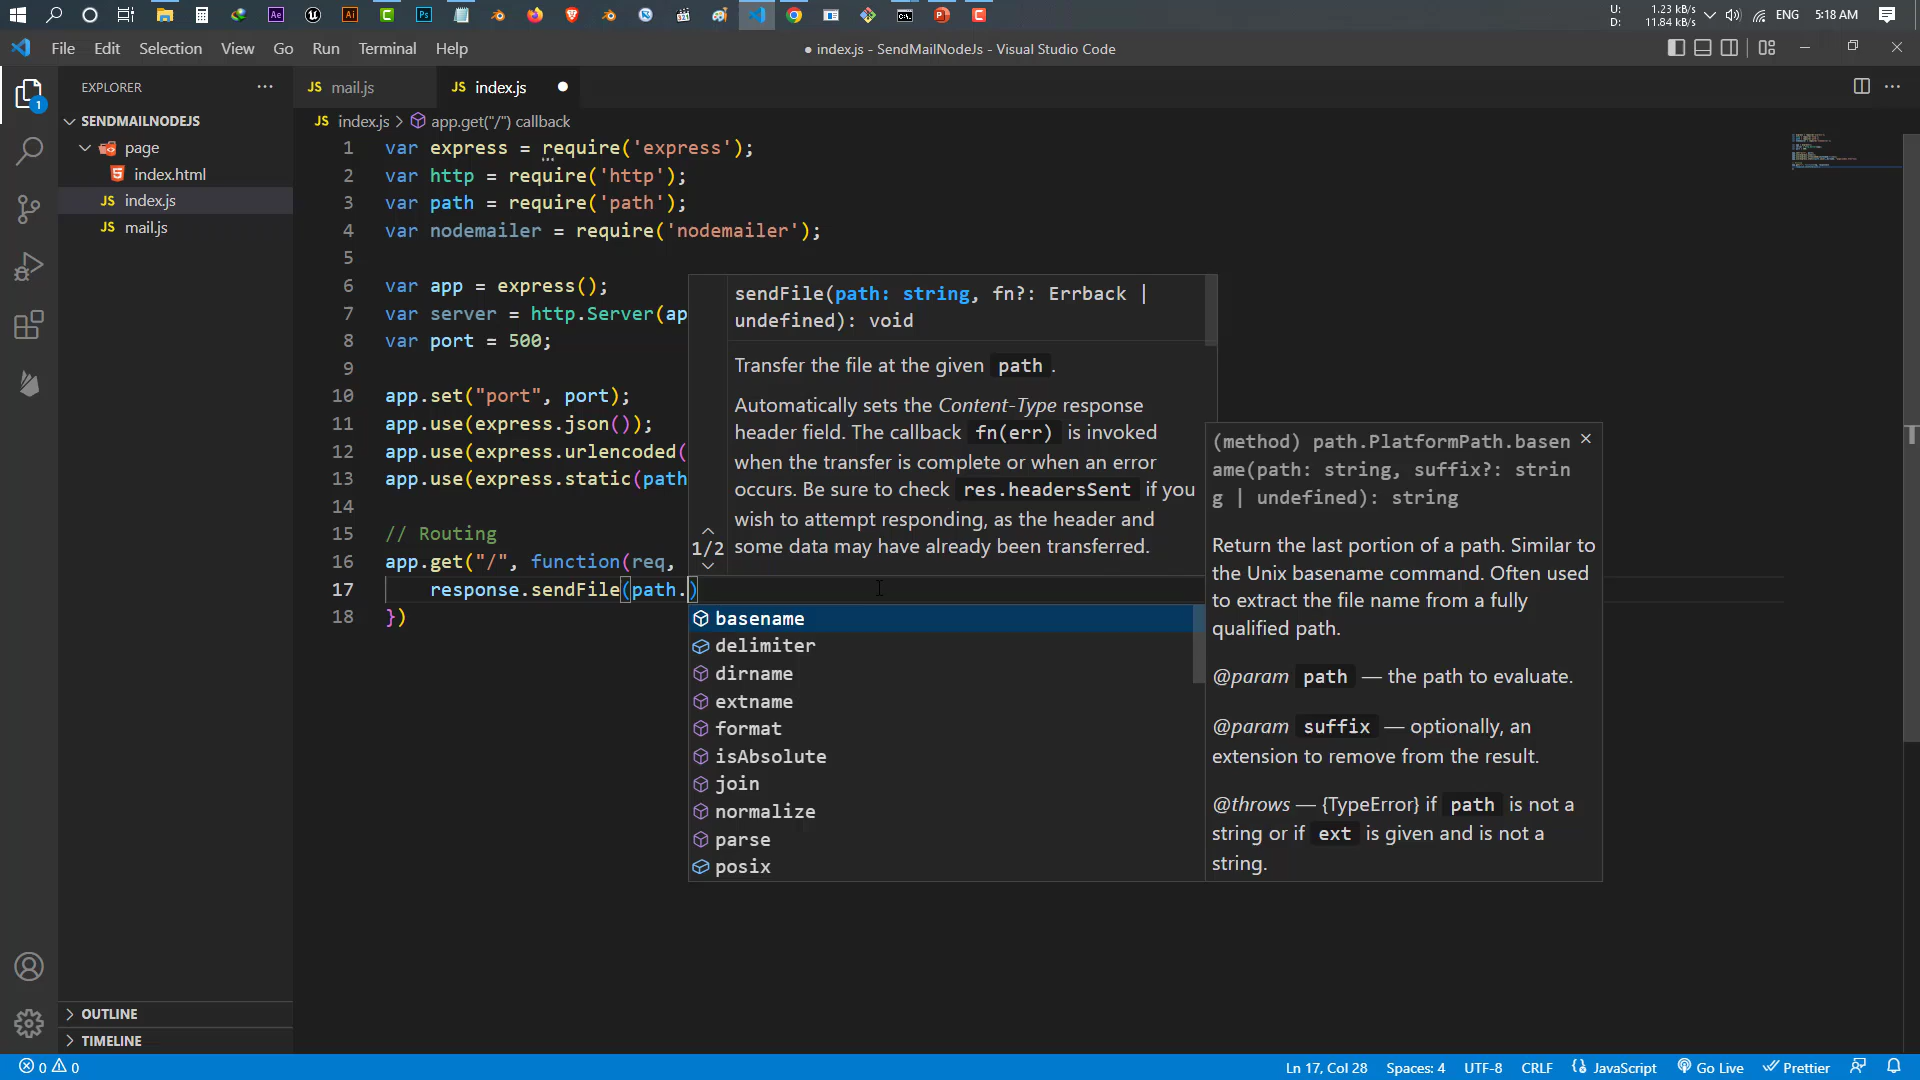 U: 1.23 kB/s
D: 11.84 kB/s
ENG
5:18 AM
File Edit Selection View Go Run Terminal Help
● index.js - SendMailNodeJs - Visual Studio Code
EXPLORER
JS mail.js
JS index.js
1
SENDMAILNODEJS
page
index.html
JS index.js
JS mail.js
JS index.js > app.get("/") callback
1 var express = require('express');
2 var http = require('http');
3 var path = require('path');
4 var nodemailer = require('nodemailer');
5
6 var app = express();
7 var server = http.Server(ap
8 var port = 500;
9
10 app.set("port", port);
11 app.use(express.json());
12 app.use(express.urlencoded(
13 app.use(express.static(path
14
15 // Routing
16 app.get("/", function(req,
17 response.sendFile(path.)
18 })
sendFile(path: string, fn?: Errback |
undefined): void
Transfer the file at the given path .
Automatically sets the Content-Type response
header field. The callback fn(err) is invoked
when the transfer is complete or when an error
occurs. Be sure to check res.headersSent if you
wish to attempt responding, as the header and
some data may have already been transferred.
1/2
basename
delimiter
dirname
extname
format
isAbsolute
join
normalize
parse
posix
(method) path.PlatformPath.basen
ame(path: string, suffix?: strin
g | undefined): string
Return the last portion of a path. Similar to
the Unix basename command. Often used
to extract the file name from a fully
qualified path.
@param path — the path to evaluate.
@param suffix — optionally, an
extension to remove from the result.
@throws — {TypeError} if path is not a
string or if ext is given and is not a
string.
OUTLINE
TIMELINE
0 0
Ln 17, Col 28 Spaces: 4 UTF-8 CRLF JavaScript Go Live Prettier